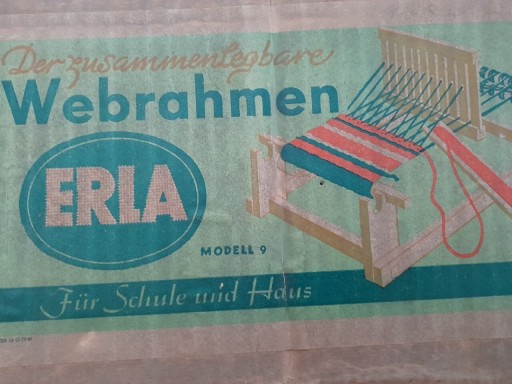 Der zusammenlegbare
Webrahmen
ERLA
MODELL 9
Für Schule und Haus